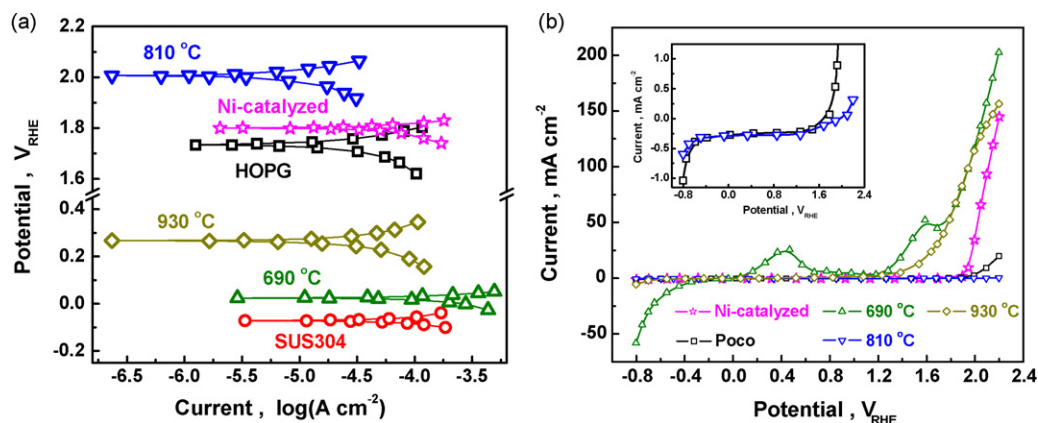 (a)
2.2
2.0
1.8
1.6
0.4
0.2
0.0
-0.2
Potential , V_RHE
810 °C
Ni-catalyzed
HOPG
930 °C
690 °C
SUS304
-6.5 -6.0 -5.5 -5.0 -4.5 -4.0 -3.5
Current , log(A cm⁻²)
(b)
200
150
100
50
0
-50
Current , mA cm⁻²
1.0
0.5
0.0
-0.5
-1.0
Current , mA cm⁻²
-0.8 0.0 0.8 1.6 2.4
Potential , V_RHE
Ni-catalyzed 690 °C 930 °C
Poco 810 °C
-0.8 -0.4 0.0 0.4 0.8 1.2 1.6 2.0 2.4
Potential , V_RHE